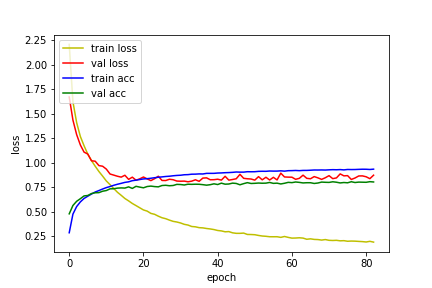 2.25
2.00
1.75
1.50
1.25
1.00
0.75
0.50
0.25
loss
train loss
val loss
train acc
val acc
0 20 40 60 80
epoch